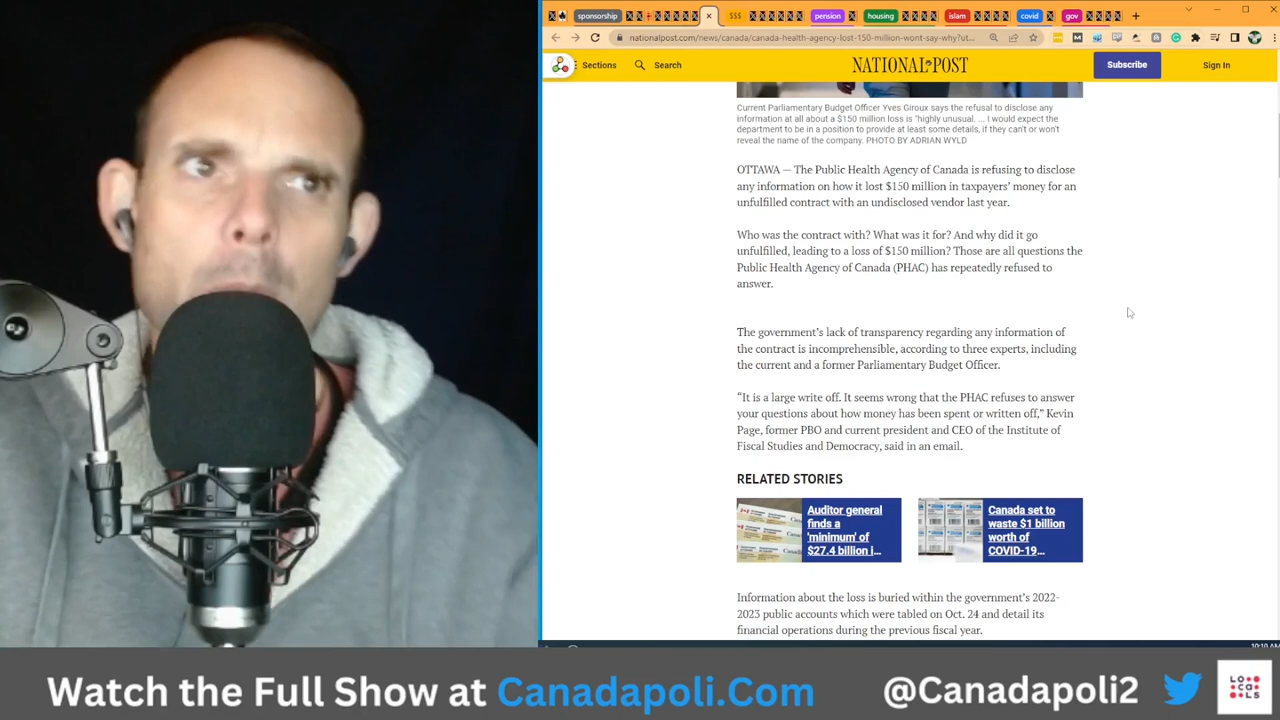 sponsorship
$$$
pension
housing
islam
covid
gov
nationalpost.com/news/canada/canada-health-agency-lost-150-million-wont-say-why?ut...
Sections
Search
NATIONAL POST
Subscribe
Sign In
Current Parliamentary Budget Officer Yves Giroux says the refusal to disclose any
information at all about a $150 million loss is "highly unusual. ... I would expect the
department to be in a position to provide at least some details, if they can't or won't
reveal the name of the company. PHOTO BY ADRIAN WYLD
OTTAWA — The Public Health Agency of Canada is refusing to disclose
any information on how it lost $150 million in taxpayers’ money for an
unfulfilled contract with an undisclosed vendor last year.
Who was the contract with? What was it for? And why did it go
unfulfilled, leading to a loss of $150 million? Those are all questions the
Public Health Agency of Canada (PHAC) has repeatedly refused to
answer.
The government’s lack of transparency regarding any information of
the contract is incomprehensible, according to three experts, including
the current and a former Parliamentary Budget Officer.
“It is a large write off. It seems wrong that the PHAC refuses to answer
your questions about how money has been spent or written off,” Kevin
Page, former PBO and current president and CEO of the Institute of
Fiscal Studies and Democracy, said in an email.
RELATED STORIES
Auditor general
finds a
'minimum' of
$27.4 billion i...
Canada set to
waste $1 billion
worth of
COVID-19...
Information about the loss is buried within the government’s 2022-
2023 public accounts which were tabled on Oct. 24 and detail its
financial operations during the previous fiscal year.
Watch the Full Show at Canadapoli.Com
@Canadapoli2
LO
CA
LS